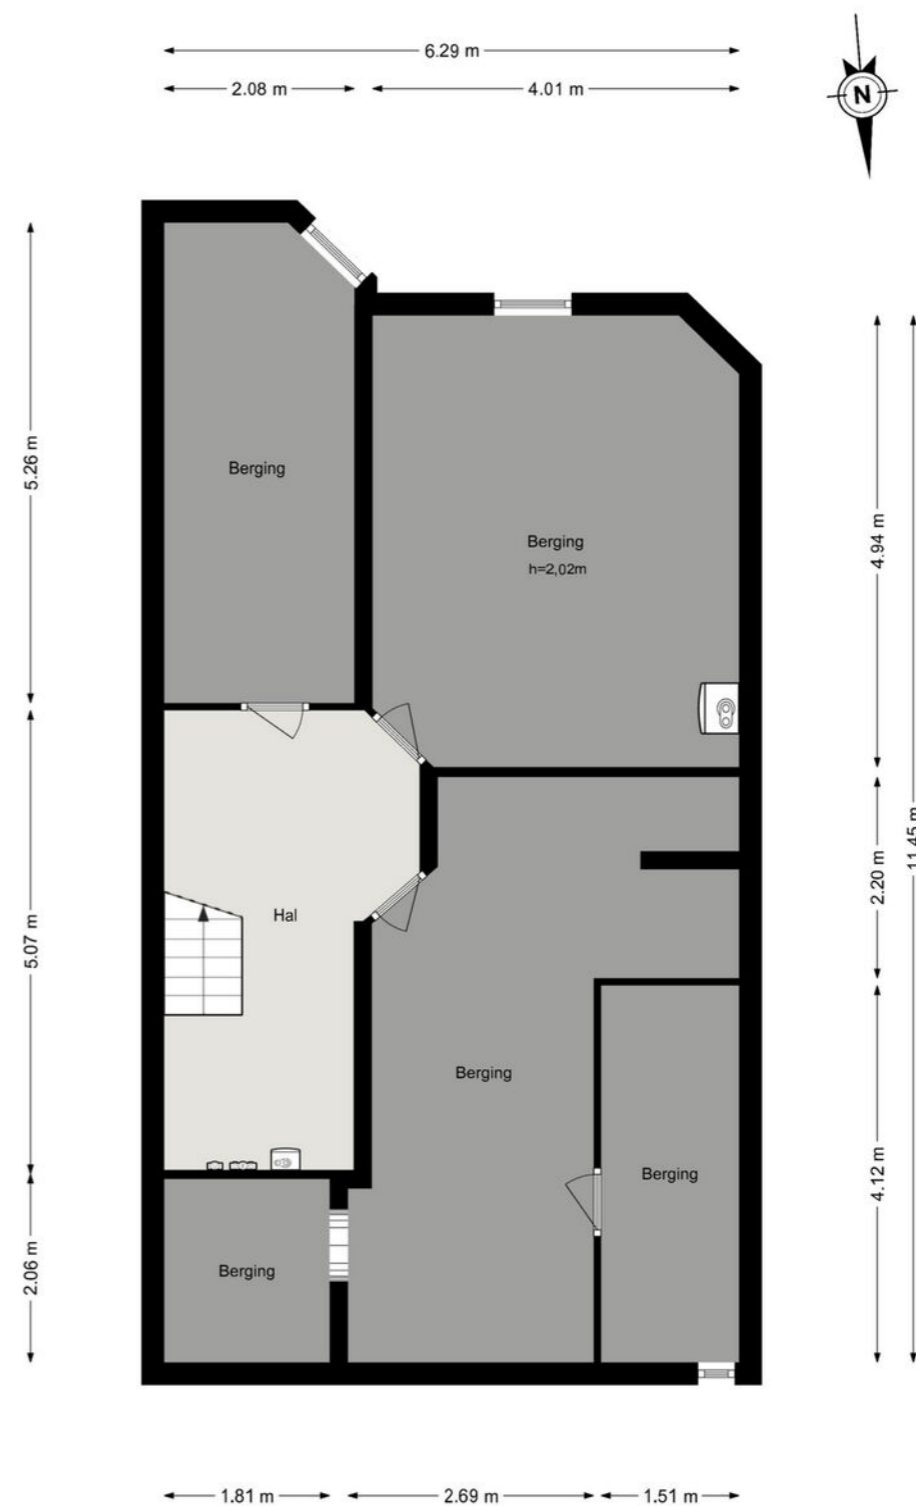 6.29 m
2.08 m
4.01 m
N
5.26 m
Berging
Berging
h=2,02m
4.94 m
11.45 m
2.20 m
Hal
5.07 m
Berging
4.12 m
Berging
Berging
2.06 m
1.81 m
2.69 m
1.51 m